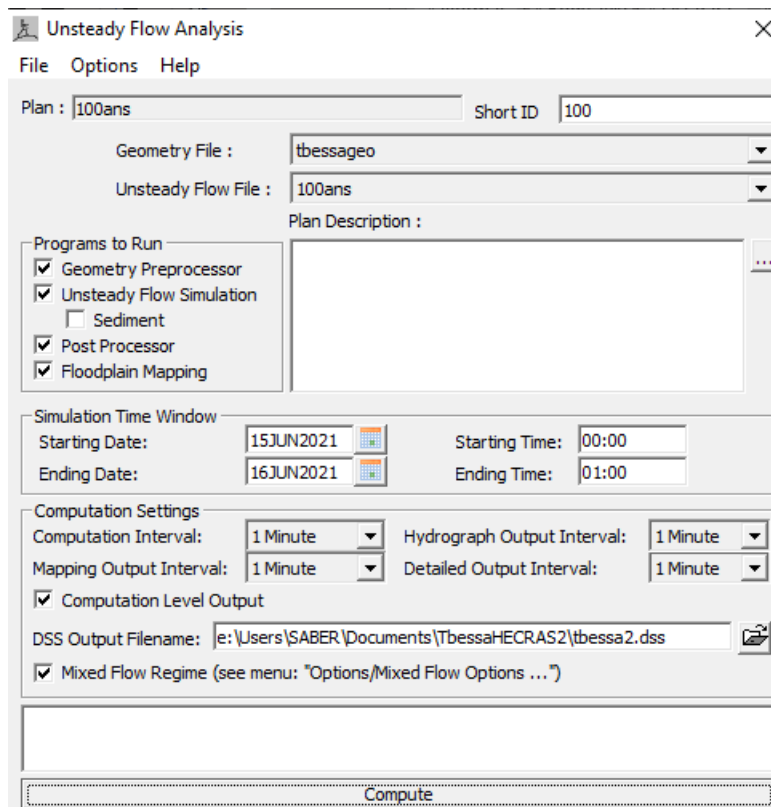 Unsteady Flow Analysis
File Options Help
Plan : 100ans Short ID 100
Geometry File : tbessageo
Unsteady Flow File : 100ans
Plan Description :
Programs to Run
Geometry Preprocessor
Unsteady Flow Simulation
Sediment
Post Processor
Floodplain Mapping
...
Simulation Time Window
Starting Date: 15JUN2021 Starting Time: 00:00
Ending Date: 16JUN2021 Ending Time: 01:00
Computation Settings
Computation Interval: 1 Minute Hydrograph Output Interval: 1 Minute
Mapping Output Interval: 1 Minute Detailed Output Interval: 1 Minute
Computation Level Output
DSS Output Filename: e:\Users\SABER\Documents\TbessaHECRAS2\tbessa2.dss
Mixed Flow Regime (see menu: "Options/Mixed Flow Options ...")
Compute